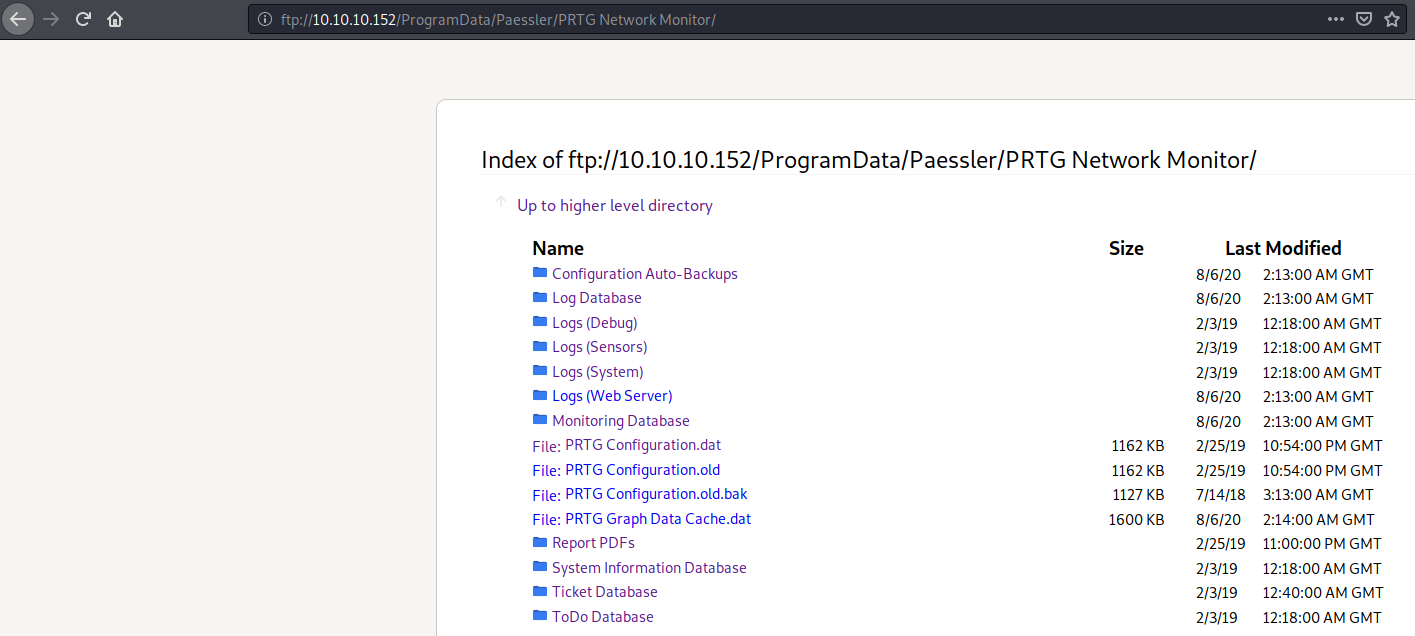 ftp://10.10.10.152/ProgramData/Paessler/PRTG Network Monitor/
Index of ftp://10.10.10.152/ProgramData/Paessler/PRTG Network Monitor/
Up to higher level directory
Name Size Last Modified
Configuration Auto-Backups 8/6/20 2:13:00 AM GMT
Log Database 8/6/20 2:13:00 AM GMT
Logs (Debug) 2/3/19 12:18:00 AM GMT
Logs (Sensors) 2/3/19 12:18:00 AM GMT
Logs (System) 2/3/19 12:18:00 AM GMT
Logs (Web Server) 8/6/20 2:13:00 AM GMT
Monitoring Database 8/6/20 2:13:00 AM GMT
File: PRTG Configuration.dat 1162 KB 2/25/19 10:54:00 PM GMT
File: PRTG Configuration.old 1162 KB 2/25/19 10:54:00 PM GMT
File: PRTG Configuration.old.bak 1127 KB 7/14/18 3:13:00 AM GMT
File: PRTG Graph Data Cache.dat 1600 KB 8/6/20 2:14:00 AM GMT
Report PDFs 2/25/19 11:00:00 PM GMT
System Information Database 2/3/19 12:18:00 AM GMT
Ticket Database 2/3/19 12:40:00 AM GMT
ToDo Database 2/3/19 12:18:00 AM GMT